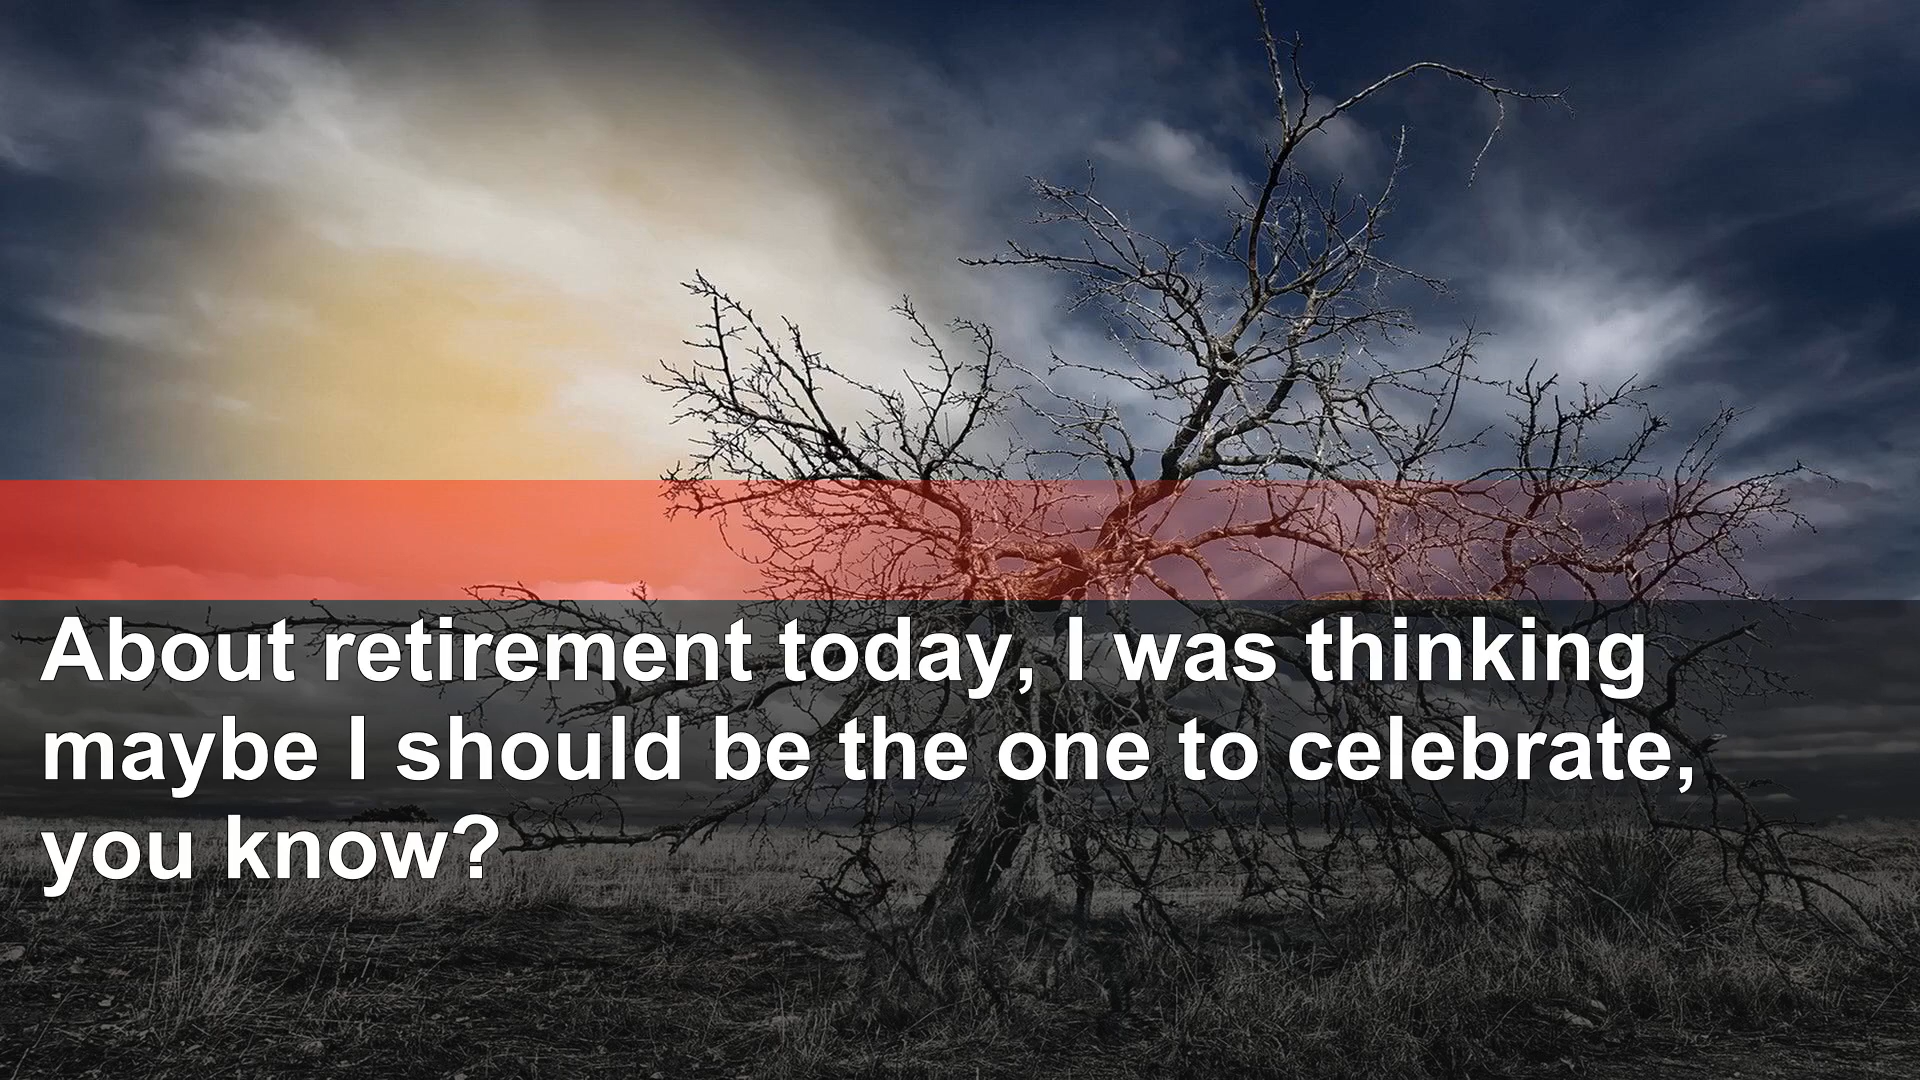 About retirement today, I was thinking
maybe I should be the one to celebrate,
you know?